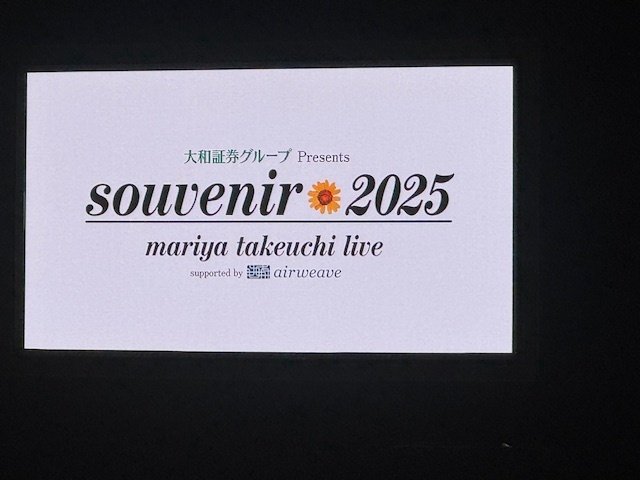 大和証券グループ Presents
souvenir 2025
mariya takeuchi live
supported by airweave